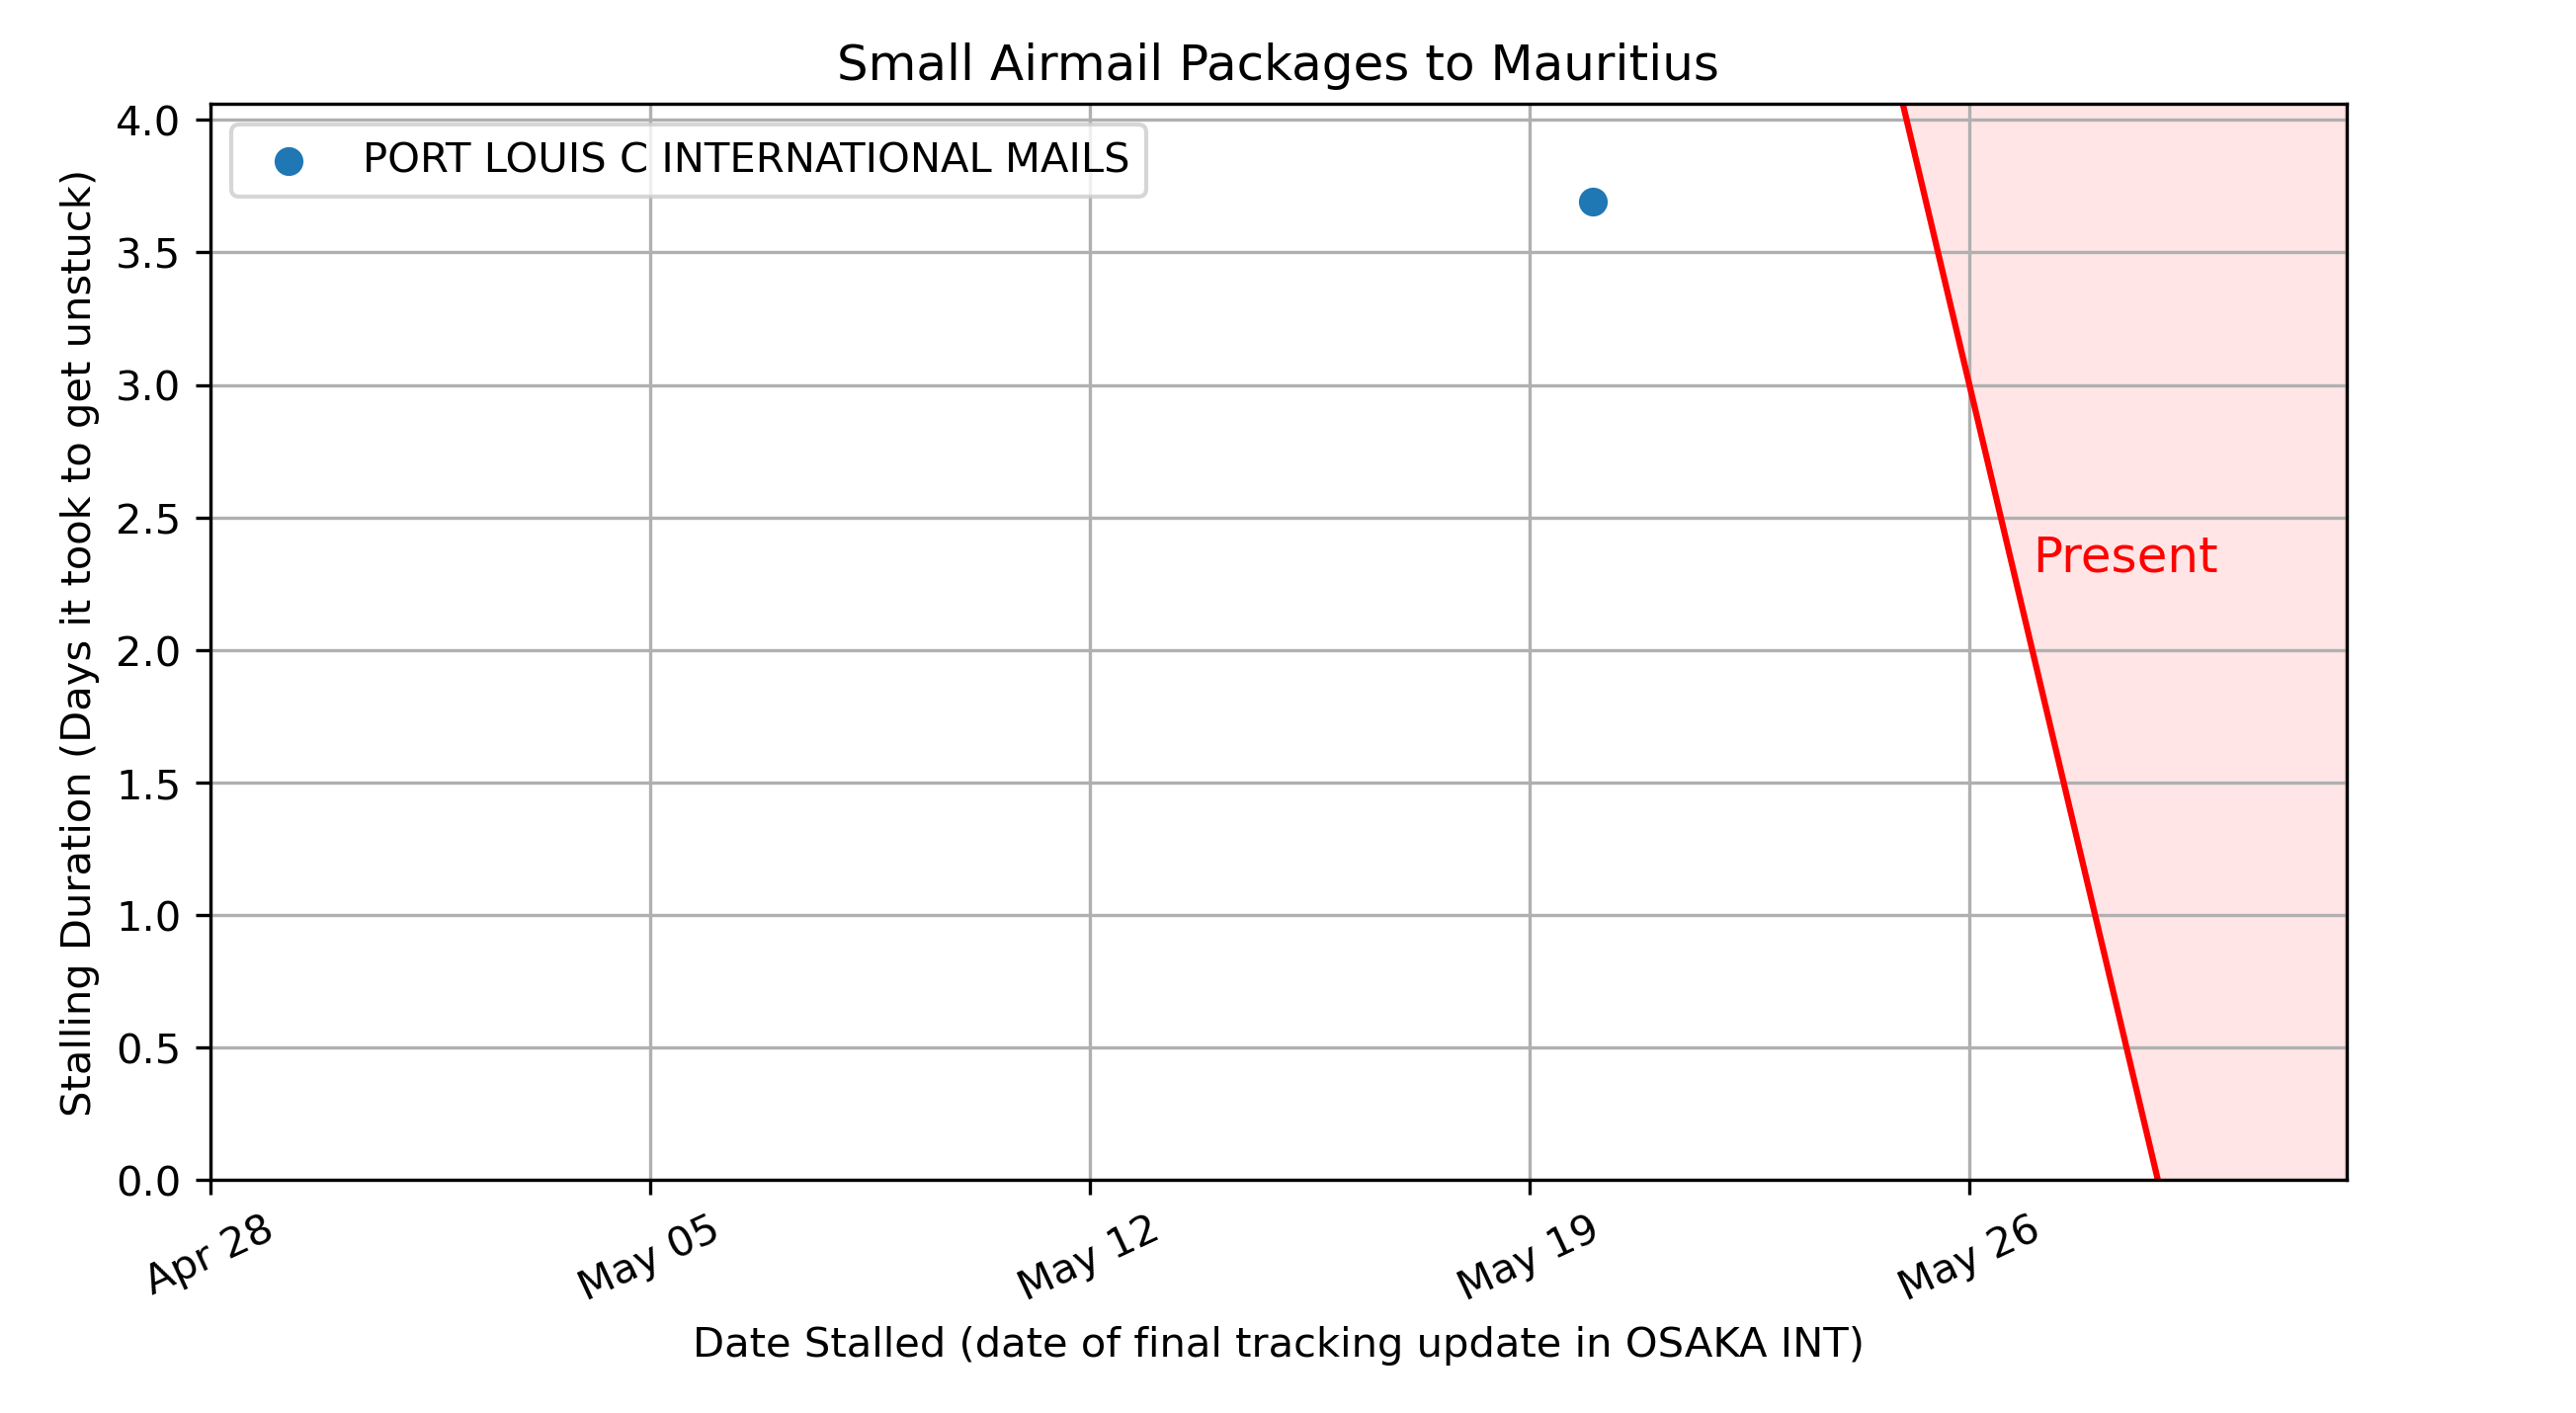 Small Airmail Packages to Mauritius
PORT LOUIS C INTERNATIONAL MAILS
Stalling Duration (Days it took to get unstuck)
4.0
3.5
3.0
2.5
2.0
1.5
1.0
0.5
0.0
Present
Apr 28
May 05
May 12
May 19
May 26
Date Stalled (date of final tracking update in OSAKA INT)